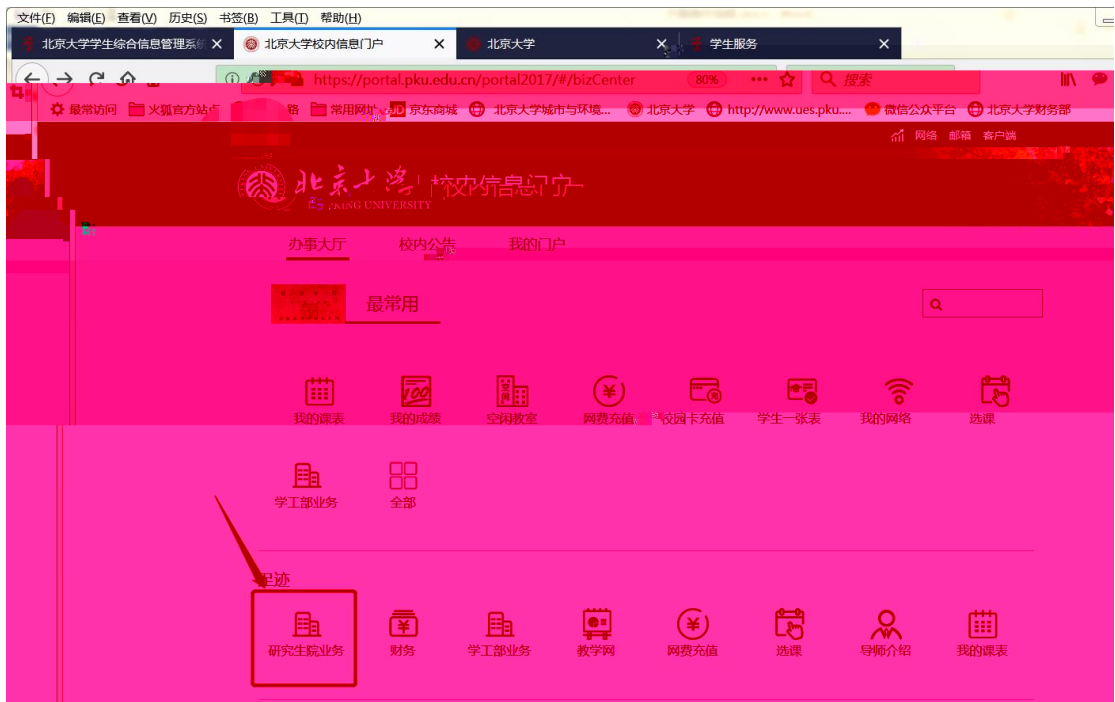 文件(F) 编辑(E) 查看(V) 历史(S) 书签(B) 工具(T) 帮助(H)
北京大学学生综合信息管理系统 北京大学校内信息门户 北京大学 学生服务
https://portal.pku.edu.cn/portal2017/#/bizCenter 80% 搜索
最常访问 火狐官方站点 常用网址 JD 京东商城 北京大学城市与环境... 北京大学 http://www.ues.pku.... 微信公众平台 北京大学财务部
网络 邮箱 客户端
北京大学 校内信息门户
UNIVERSITY
办事大厅 校内公告 我的门户
最常用
我的课表 我的成绩 空闲教室 网费充值 校园卡充值 学生一张表 我的网络 选课
学工部业务 全部
足迹
研究生院业务 财务 学工部业务 教学网 网费充值 选课 导师介绍 我的课表